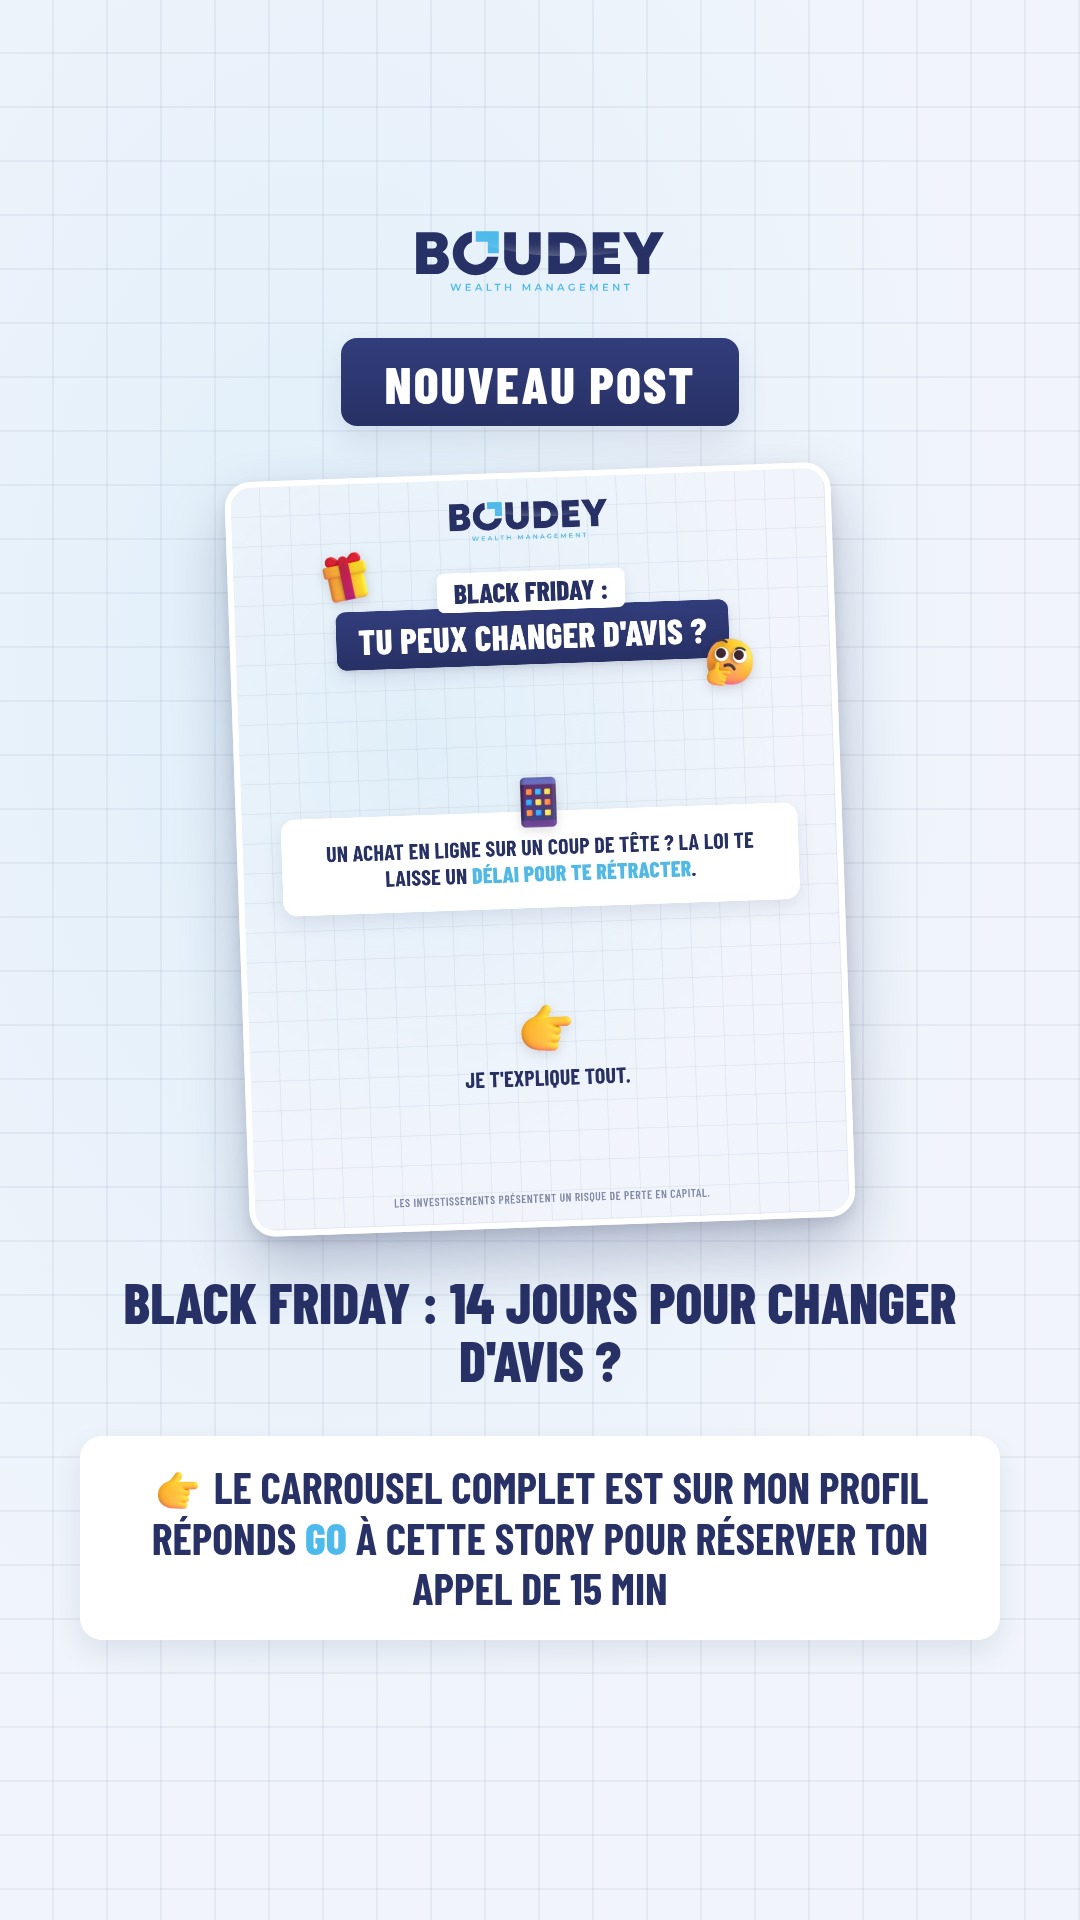 BOUDEY
WEALTH MANAGEMENT
NOUVEAU POST
BOUDEY
WEALTH MANAGEMENT
BLACK FRIDAY :
TU PEUX CHANGER D'AVIS ?
UN ACHAT EN LIGNE SUR UN COUP DE TÊTE ? LA LOI TE
LAISSE UN DÉLAI POUR TE RÉTRACTER.
JE T'EXPLIQUE TOUT.
LES INVESTISSEMENTS PRÉSENTENT UN RISQUE DE PERTE EN CAPITAL.
BLACK FRIDAY : 14 JOURS POUR CHANGER
D'AVIS ?
👉 LE CARROUSEL COMPLET EST SUR MON PROFIL
RÉPONDS GO À CETTE STORY POUR RÉSERVER TON
APPEL DE 15 MIN